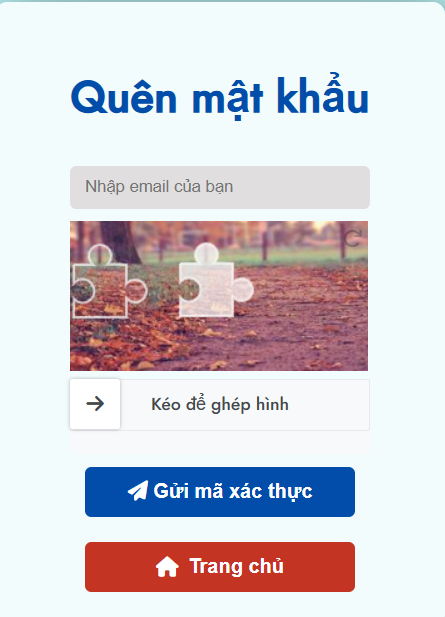 Quên mật khẩu
Nhập email của bạn
Kéo để ghép hình
Gửi mã xác thực
Trang chủ